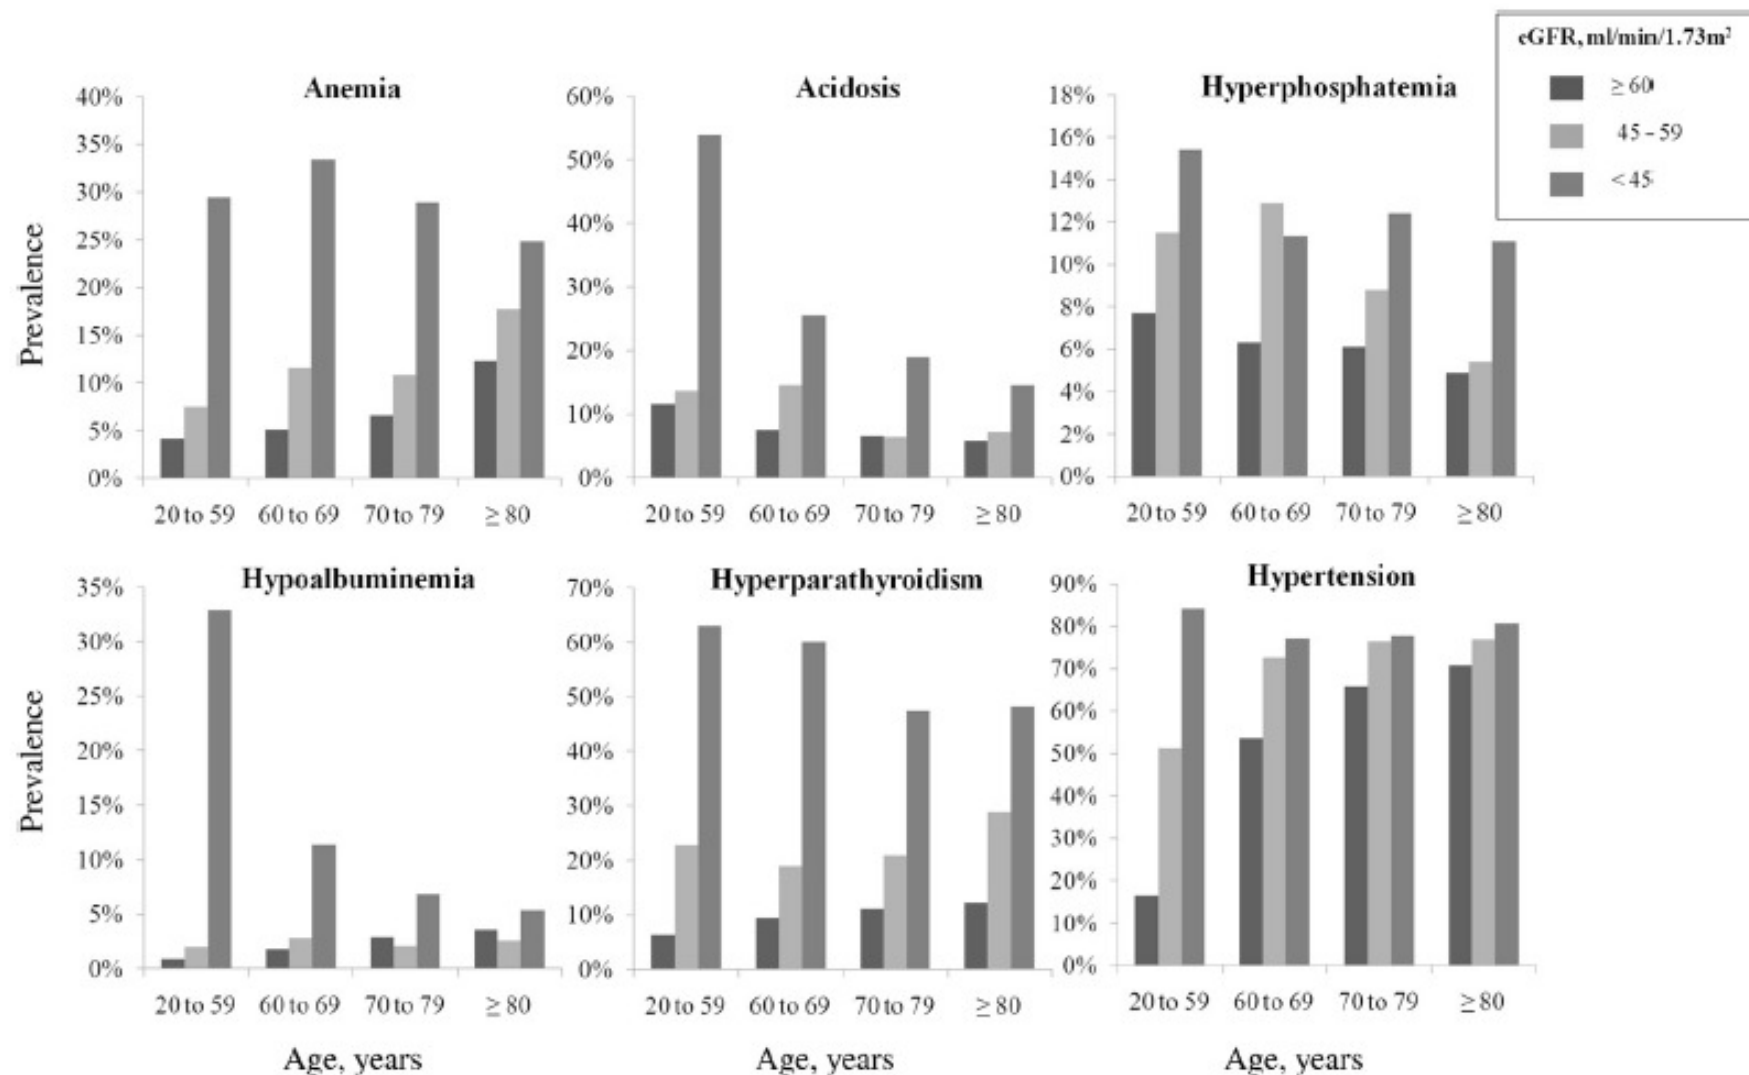 cGFR, ml/min/1.73m²
≥ 60
45 – 59
< 45
Anemia
Acidosis
Hyperphosphatemia
Prevalence
40%
35%
30%
25%
20%
15%
10%
5%
0%
20 to 59 60 to 69 70 to 79 ≥ 80
60%
50%
40%
30%
20%
10%
0%
20 to 59 60 to 69 70 to 79 ≥ 80
18%
16%
14%
12%
10%
8%
6%
4%
2%
0%
20 to 59 60 to 69 70 to 79 ≥ 80
Hypoalbuminemia
Hyperparathyroidism
Hypertension
Prevalence
35%
30%
25%
20%
15%
10%
5%
0%
20 to 59 60 to 69 70 to 79 ≥ 80
Age, years
70%
60%
50%
40%
30%
20%
10%
0%
20 to 59 60 to 69 70 to 79 ≥ 80
Age, years
90%
80%
70%
60%
50%
40%
30%
20%
10%
0%
20 to 59 60 to 69 70 to 79 ≥ 80
Age, years